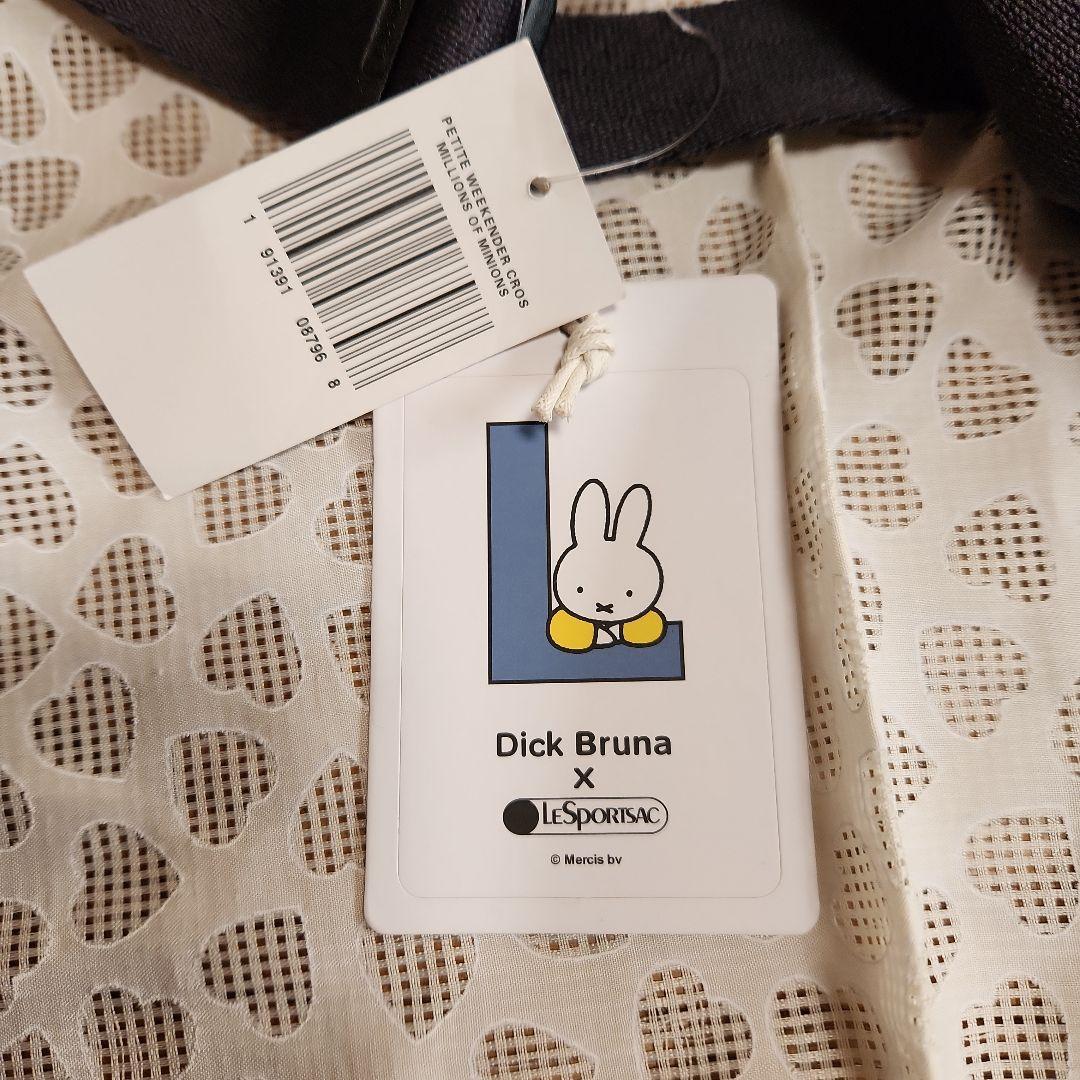 PETITE WEEKENDER CROS
MILLIONS OF MINIONS
1 91391 08796 8
L
Dick Bruna
X
LESPORTSAC
© Mercis bv